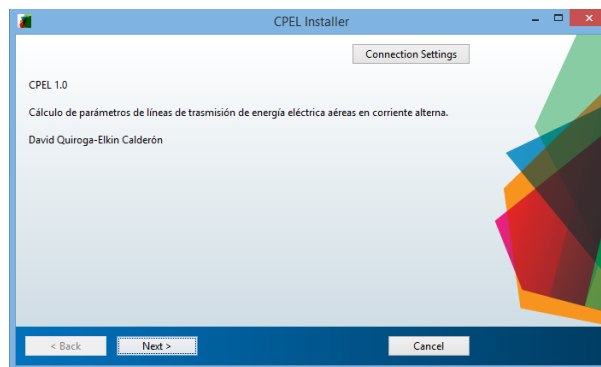 CPEL Installer
Connection Settings
CPEL 1.0
Cálculo de parámetros de líneas de trasmisión de energía eléctrica aéreas en corriente alterna.
David Quiroga-Elkin Calderón
< Back
Next >
Cancel